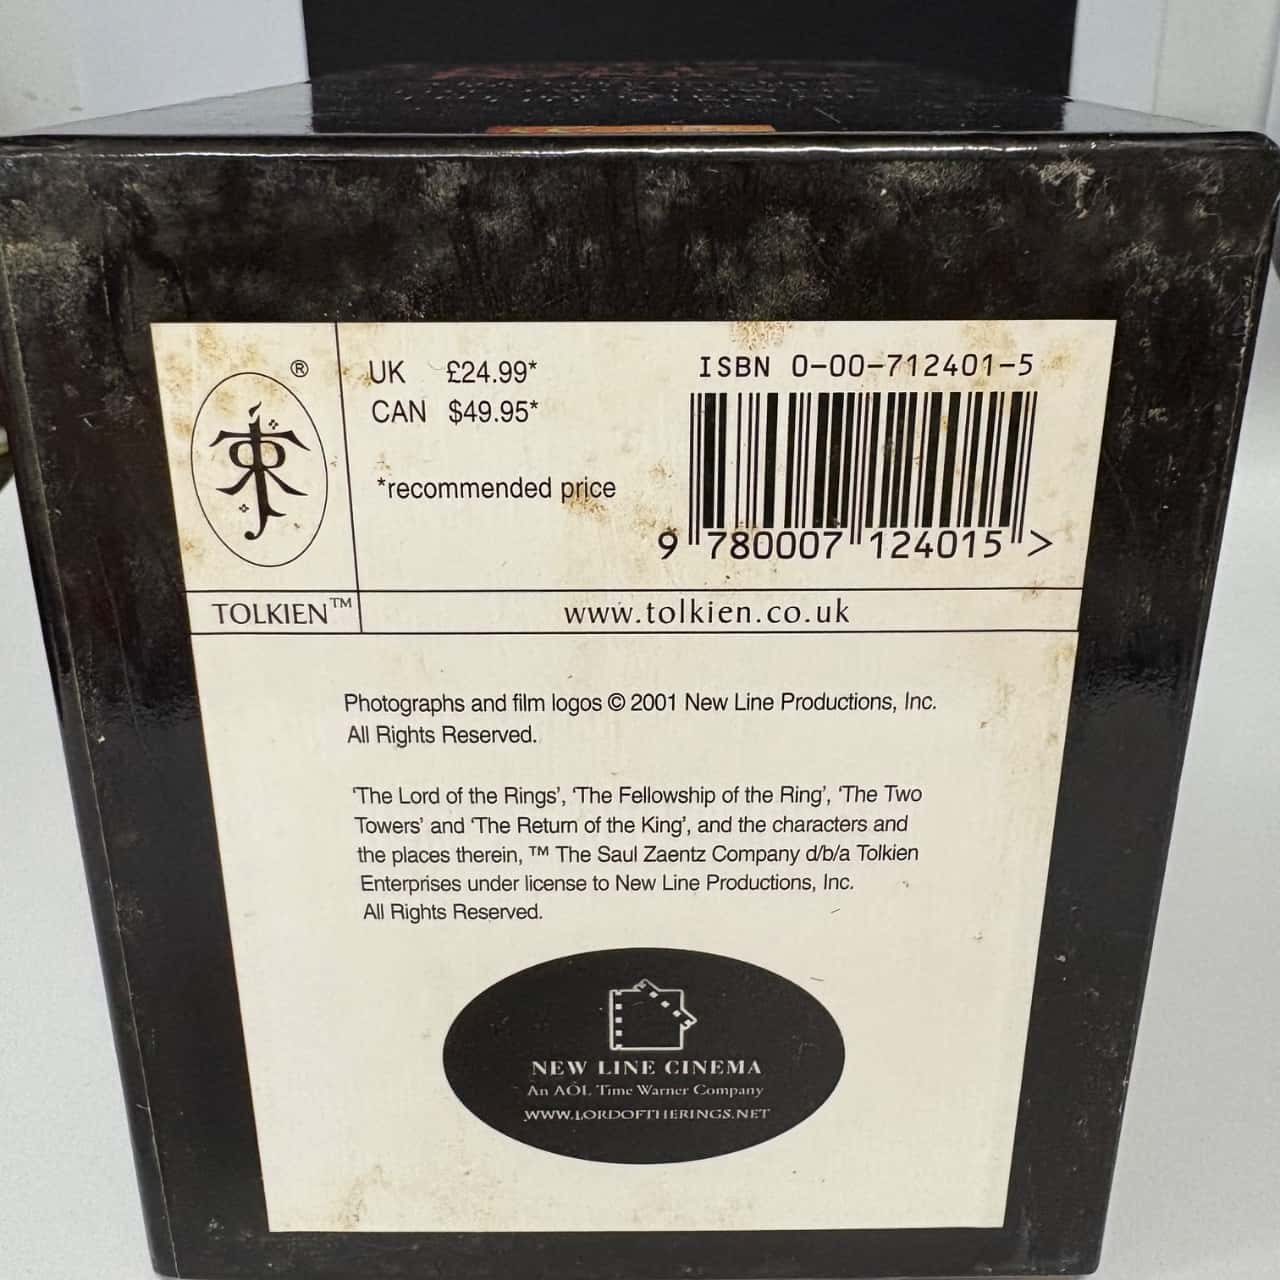 ®
UK £24.99*
CAN $49.95*
*recommended price
ISBN 0-00-712401-5
9 780007 124015 >
TOLKIEN™
www.tolkien.co.uk
Photographs and film logos © 2001 New Line Productions, Inc.
All Rights Reserved.
'The Lord of the Rings', 'The Fellowship of the Ring', 'The Two
Towers' and 'The Return of the King', and the characters and
the places therein, ™ The Saul Zaentz Company d/b/a Tolkien
Enterprises under license to New Line Productions, Inc.
All Rights Reserved.
NEW LINE CINEMA
An AOL Time Warner Company
WWW.LORDOFTHERINGS.NET